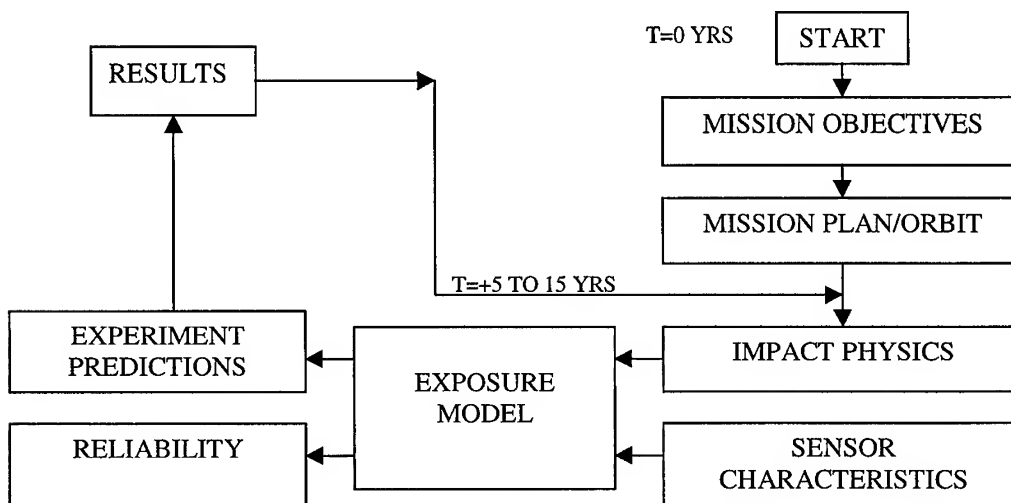 T=0 YRS
START
RESULTS
MISSION OBJECTIVES
MISSION PLAN/ORBIT
T=+5 TO 15 YRS
EXPERIMENT
PREDICTIONS
EXPOSURE
MODEL
IMPACT PHYSICS
RELIABILITY
SENSOR
CHARACTERISTICS